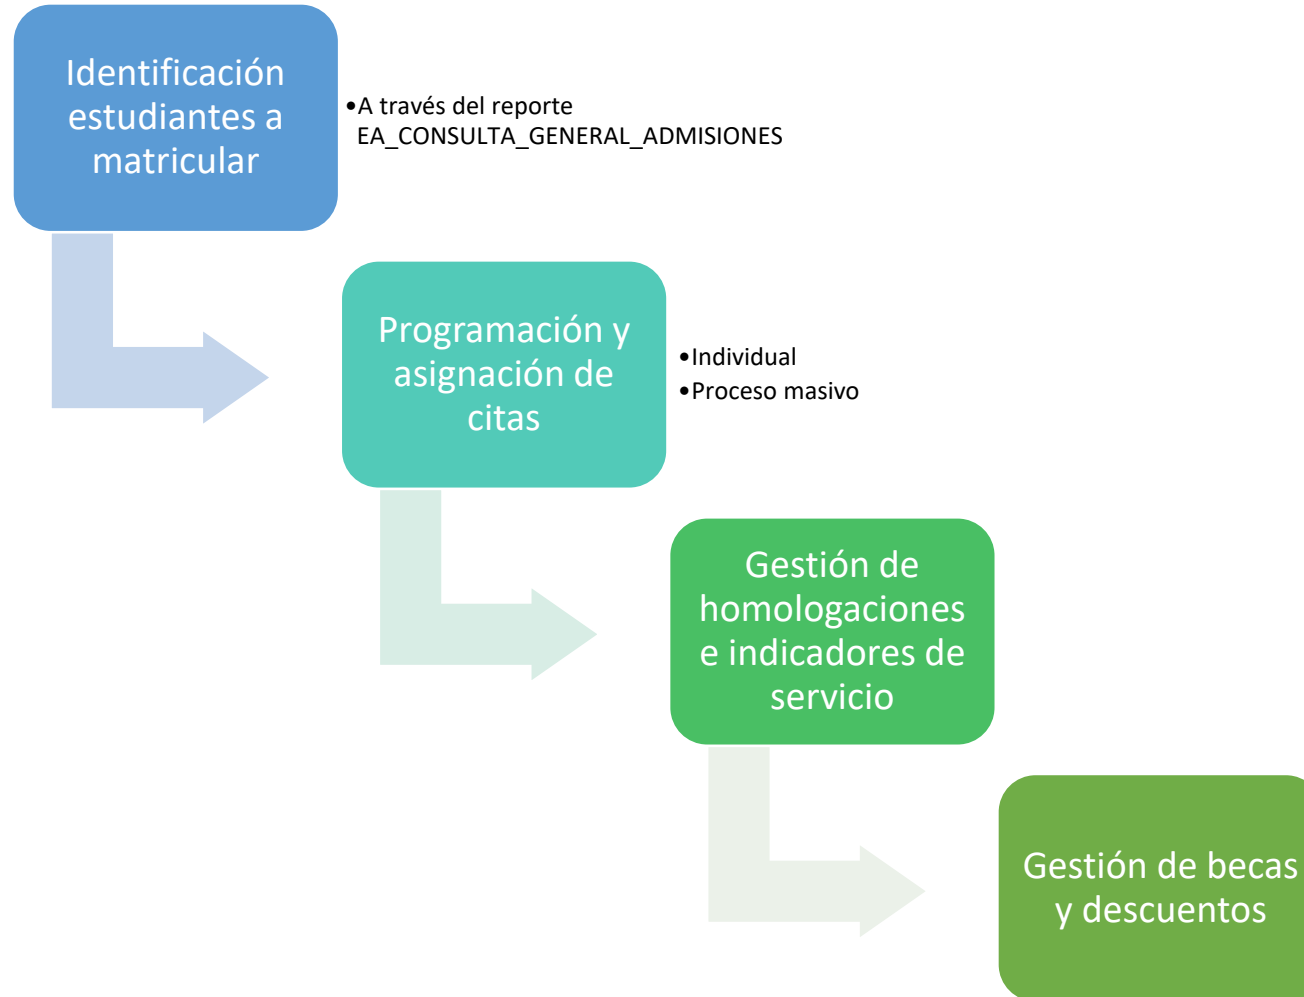 Identificación
estudiantes a
matricular
•A través del reporte
EA_CONSULTA_GENERAL_ADMISIONES
Programación y
asignación de
citas
•Individual
•Proceso masivo
Gestión de
homologaciones
e indicadores de
servicio
Gestión de becas
y descuentos